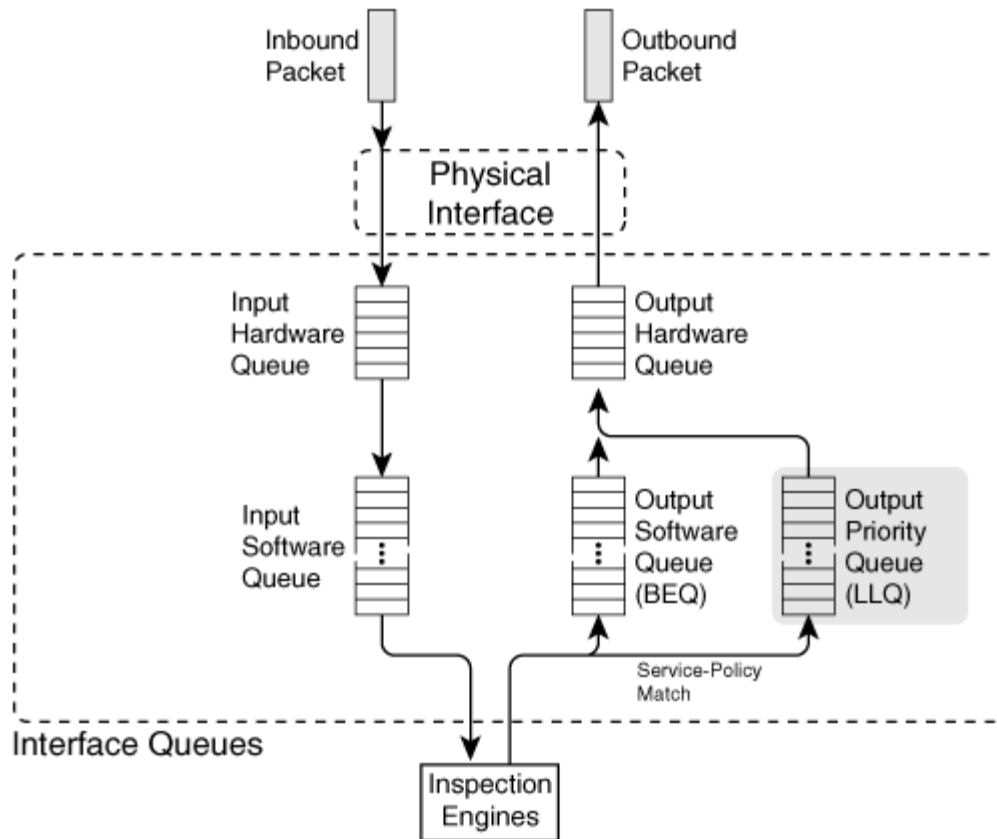 Inbound
Packet
Outbound
Packet
Physical
Interface
Input
Hardware
Queue
Output
Hardware
Queue
Input
Software
Queue
Output
Software
Queue
(BEQ)
Output
Priority
Queue
(LLQ)
Service-Policy
Match
Interface Queues
Inspection
Engines